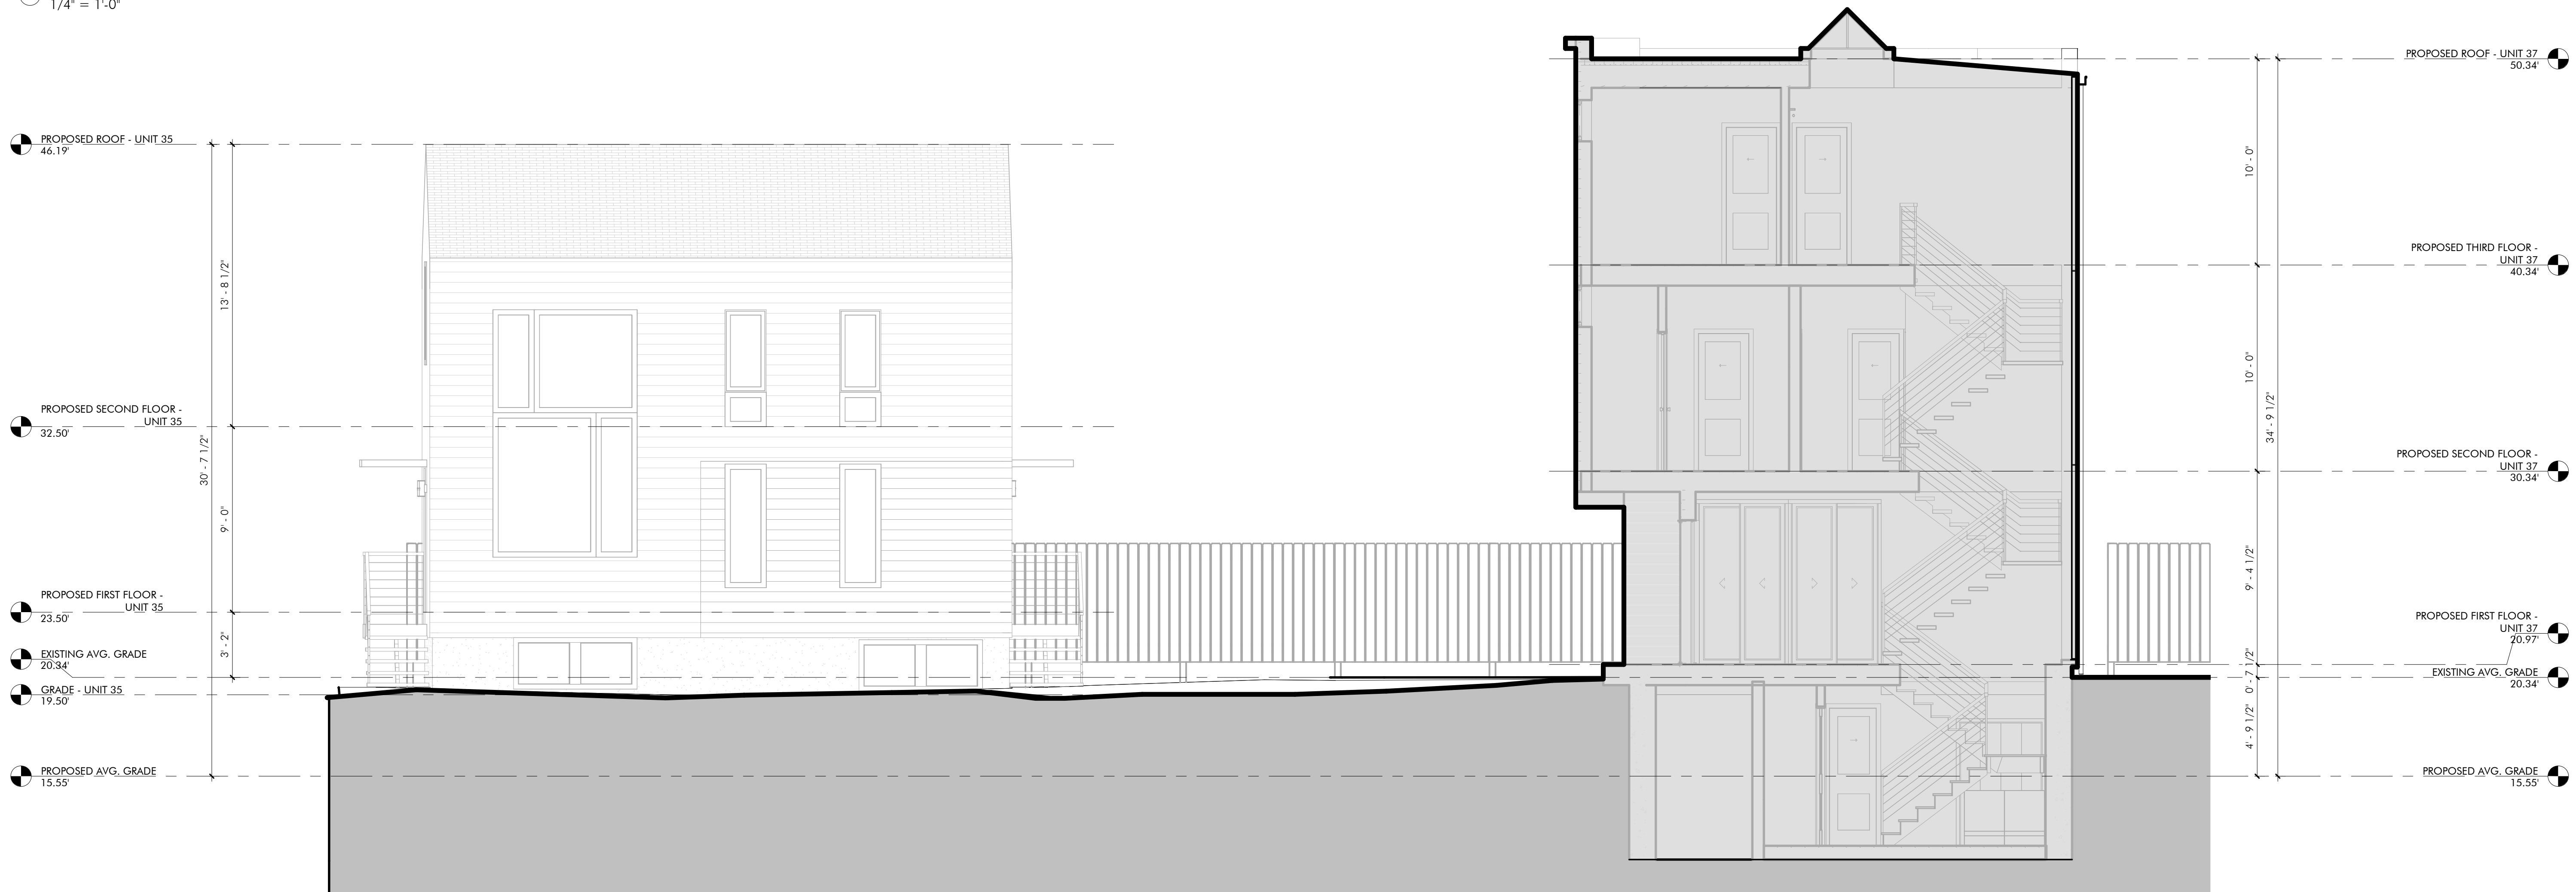 1/4" = 1'-0"
PROPOSED ROOF - UNIT 35
46.19'
PROPOSED SECOND FLOOR -
UNIT 35
32.50'
PROPOSED FIRST FLOOR -
UNIT 35
23.50'
EXISTING AVG. GRADE
20.34'
GRADE - UNIT 35
19.50'
PROPOSED AVG. GRADE
15.55'
30' - 7 1/2"
13' - 8 1/2"
9' - 0"
3' - 2"
10' - 0"
10' - 0"
9' - 4 1/2"
0' - 7 1/2"
4' - 9 1/2"
34' - 9 1/2"
PROPOSED ROOF - UNIT 37
50.34'
PROPOSED THIRD FLOOR -
UNIT 37
40.34'
PROPOSED SECOND FLOOR -
UNIT 37
30.34'
PROPOSED FIRST FLOOR -
UNIT 37
20.97'
EXISTING AVG. GRADE
20.34'
PROPOSED AVG. GRADE
15.55'